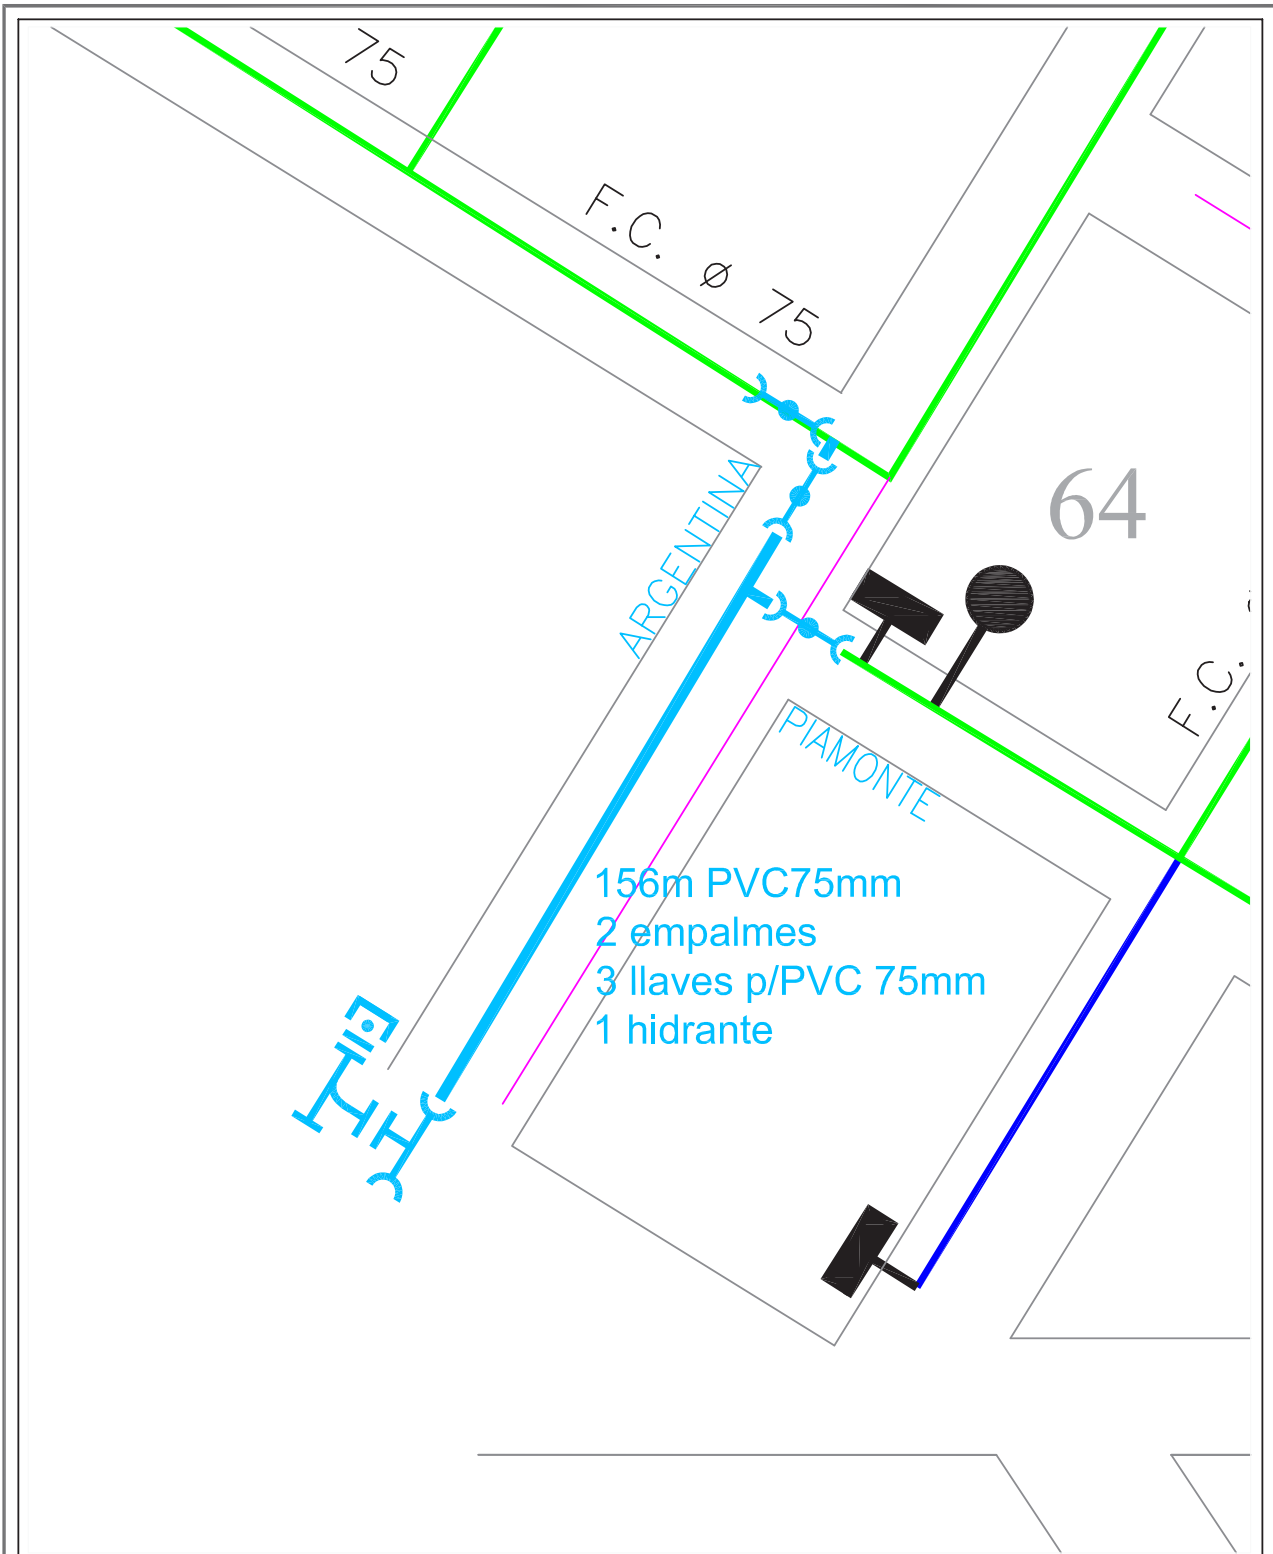 75
F.C. ø 75
ARGENTINA
64
F.C.
PIAMONTE
156m PVC75mm
2 empalmes
3 llaves p/PVC 75mm
1 hidrante